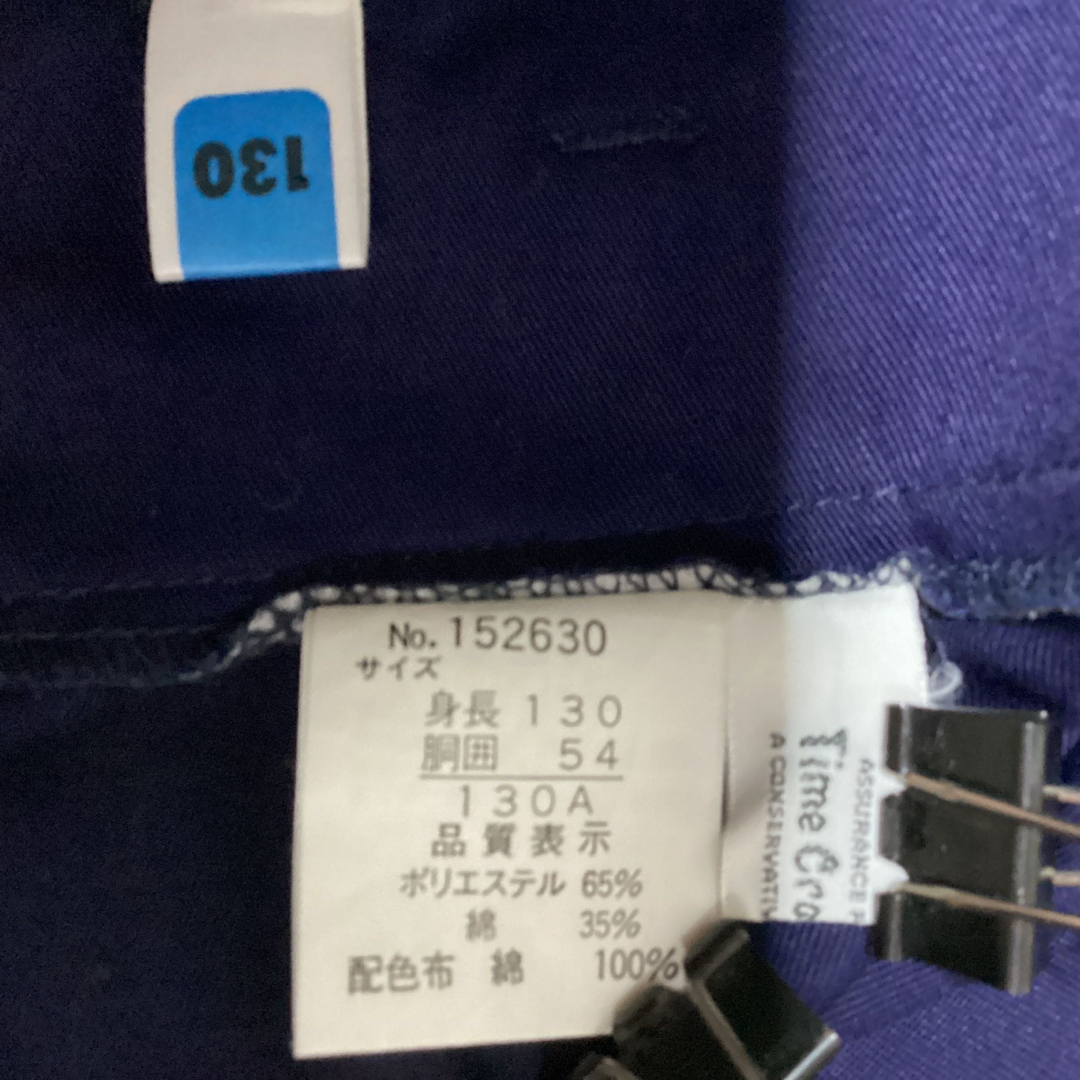 130
No.152630
サイズ
身長 130
胴囲 54
130A
品質表示
ポリエステル 65%
綿 35%
配色布 綿 100%
ASSURANCE
Time
A